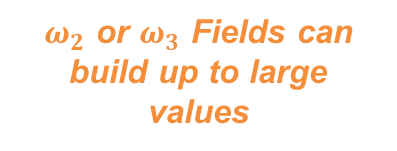 ω₂ or ω₃ Fields can
build up to large
values